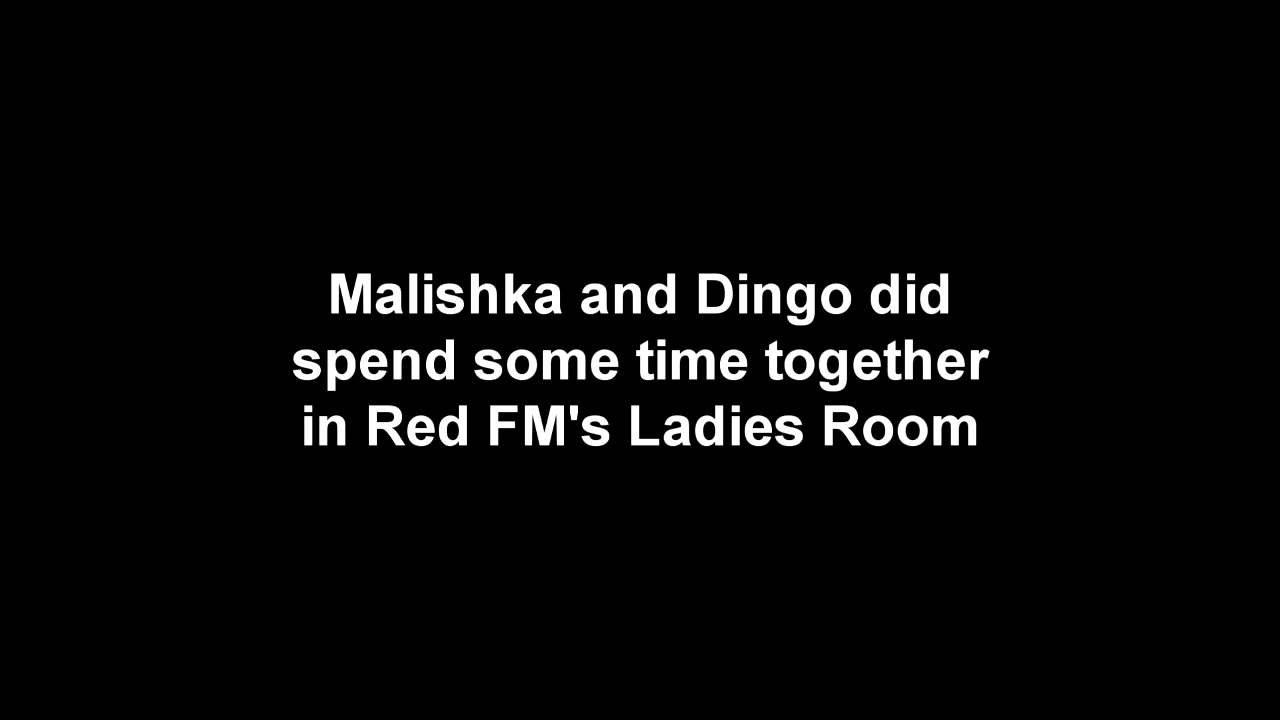 Malishka and Dingo did
spend some time together
in Red FM's Ladies Room